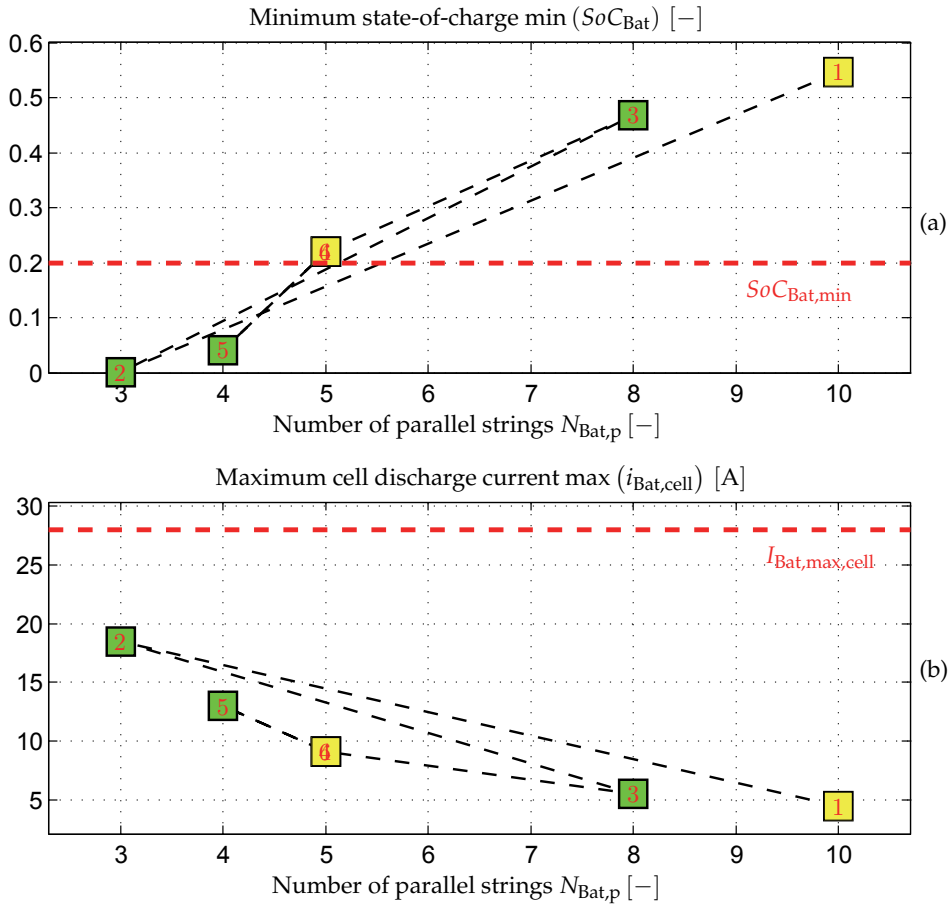 Minimum state-of-charge min (SoC_Bat) [−]
0.6
0.5
0.4
0.3
0.2
0.1
0
1
3
5
2
SoC_Bat,min
(a)
3 4 5 6 7 8 9 10
Number of parallel strings N_Bat,p [−]
Maximum cell discharge current max (i_Bat,cell) [A]
30
25
20
15
10
5
I_Bat,max,cell
2
5
3
1
(b)
3 4 5 6 7 8 9 10
Number of parallel strings N_Bat,p [−]